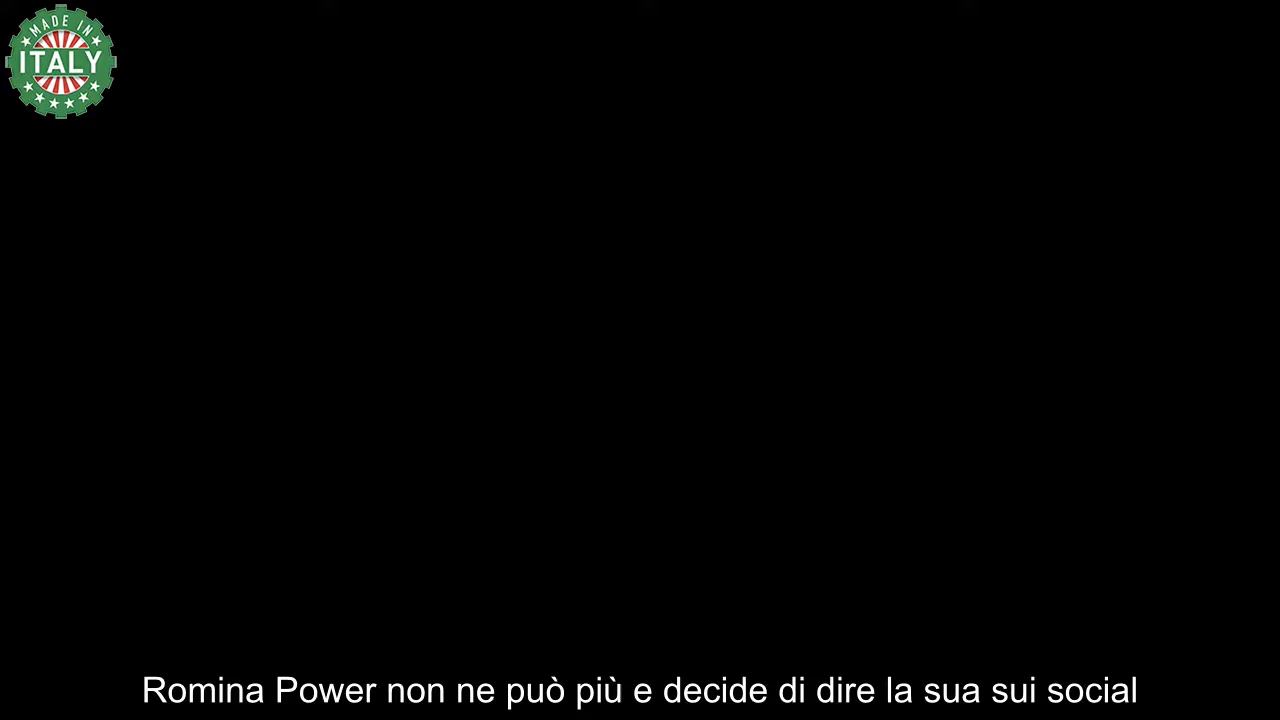 MADE IN
ITALY
Romina Power non ne può più e decide di dire la sua sui social